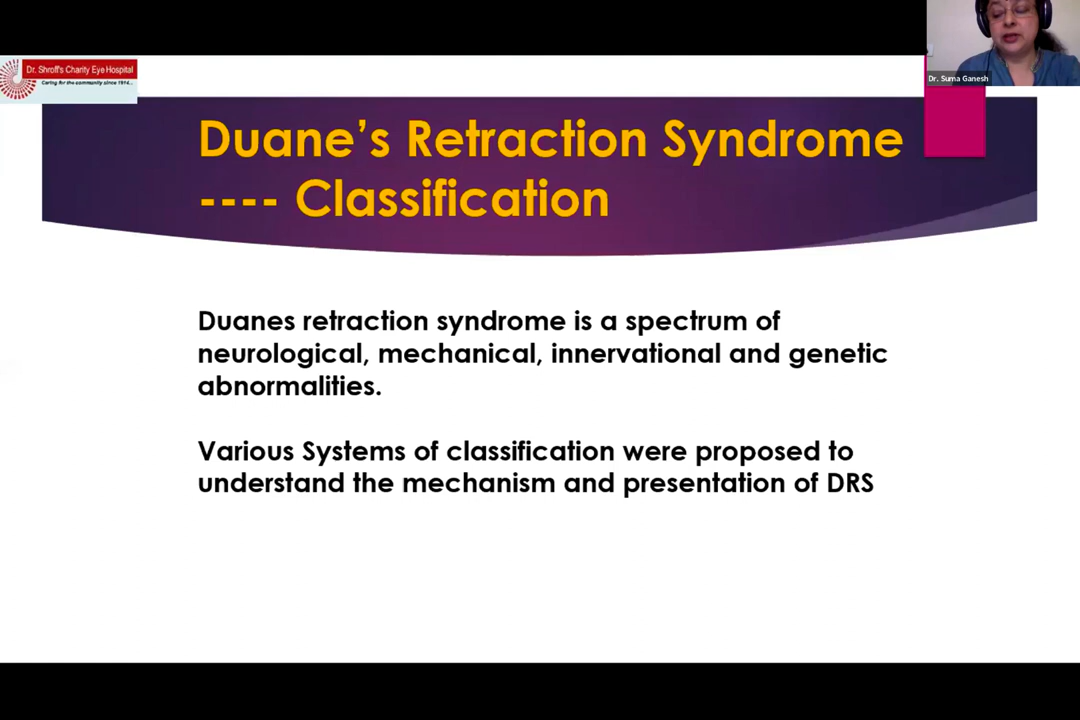 Dr. Shroff's Charity Eye Hospital
Caring for the community since 1914...
Dr. Suma Ganesh
Duane's Retraction Syndrome
---- Classification
Duanes retraction syndrome is a spectrum of
neurological, mechanical, innervational and genetic
abnormalities.
Various Systems of classification were proposed to
understand the mechanism and presentation of DRS